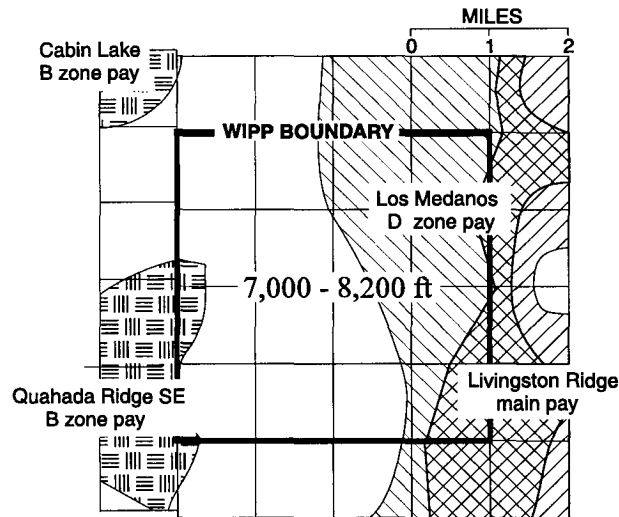 MILES
0 1 2
Cabin Lake
B zone pay
WIPP BOUNDARY
Los Medanos
D zone pay
7,000 - 8,200 ft
Quahada Ridge SE
B zone pay
Livingston Ridge
main pay